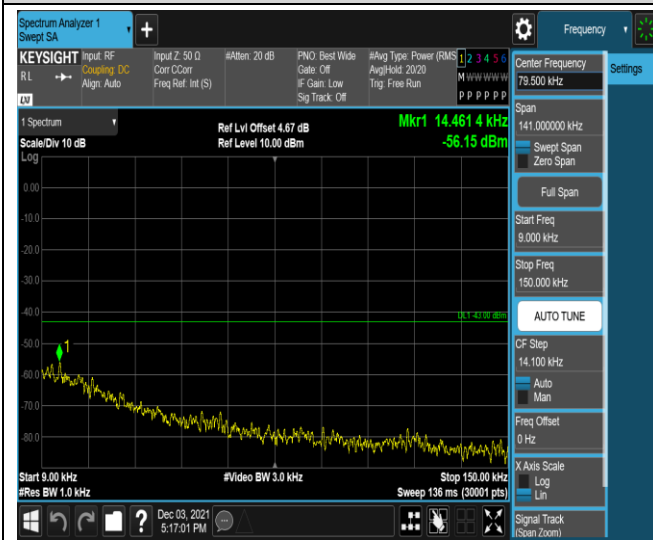 Spectrum Analyzer 1
Swept SA
Frequency
KEYSIGHT
RL
LXI
Input: RF
Coupling: DC
Align: Auto
Input Z: 50 Ω
Corr CCorr
Freq Ref: Int (S)
#Atten: 20 dB
PNO: Best Wide
Gate: Off
IF Gain: Low
Sig Track: Off
#Avg Type: Power (RMS
Avg|Hold: 20/20
Trig: Free Run
1 2 3 4 5 6
M W W W W W
P P P P P P
1 Spectrum
Scale/Div 10 dB
Ref Lvl Offset 4.67 dB
Ref Level 10.00 dBm
Mkr1 14.461 4 kHz
-56.15 dBm
Log
0.00
-10.0
-20.0
-30.0
-40.0
-50.0
-60.0
-70.0
-80.0
DL1 -43.00 dBm
1
Start 9.00 kHz
#Res BW 1.0 kHz
#Video BW 3.0 kHz
Stop 150.00 kHz
Sweep 136 ms (30001 pts)
?
Dec 03, 2021
5:17:01 PM
Center Frequency
79.500 kHz
Settings
Span
141.000000 kHz
Swept Span
Zero Span
Full Span
Start Freq
9.000 kHz
Stop Freq
150.000 kHz
AUTO TUNE
CF Step
14.100 kHz
Auto
Man
Freq Offset
0 Hz
X Axis Scale
Log
Lin
Signal Track
(Span Zoom)